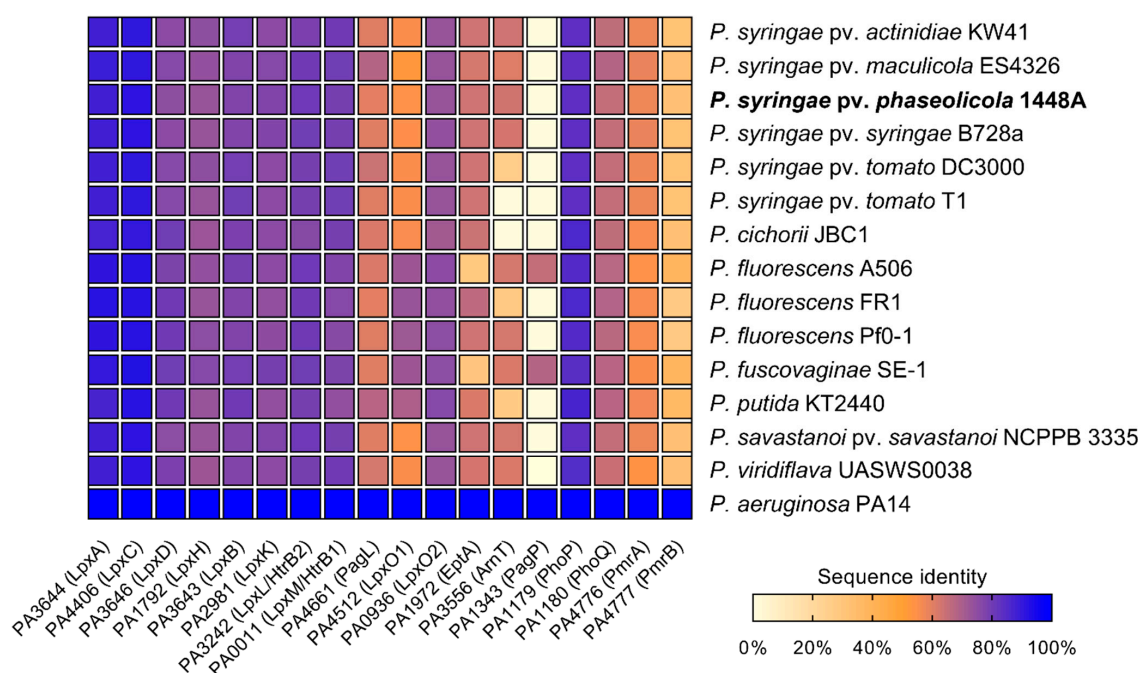 P. syringae pv. actinidiae KW41
P. syringae pv. maculicola ES4326
P. syringae pv. phaseolicola 1448A
P. syringae pv. syringae B728a
P. syringae pv. tomato DC3000
P. syringae pv. tomato T1
P. cichorii JBC1
P. fluorescens A506
P. fluorescens FR1
P. fluorescens Pf0-1
P. fuscovaginae SE-1
P. putida KT2440
P. savastanoi pv. savastanoi NCPPB 3335
P. viridiflava UASWS0038
P. aeruginosa PA14
PA3644 (LpxA)
PA4406 (LpxC)
PA3646 (LpxD)
PA1792 (LpxH)
PA3643 (LpxB)
PA2981 (LpxK)
PA3242 (LpxL/HtrB2)
PA0011 (LpxM/HtrB1)
PA4661 (PagL)
PA4512 (LpxO1)
PA0936 (LpxO2)
PA1972 (EptA)
PA3556 (ArnT)
PA1343 (PagP)
PA1179 (PhoP)
PA1180 (PhoQ)
PA4776 (PmrA)
PA4777 (PmrB)
Sequence identity
0% 20% 40% 60% 80% 100%